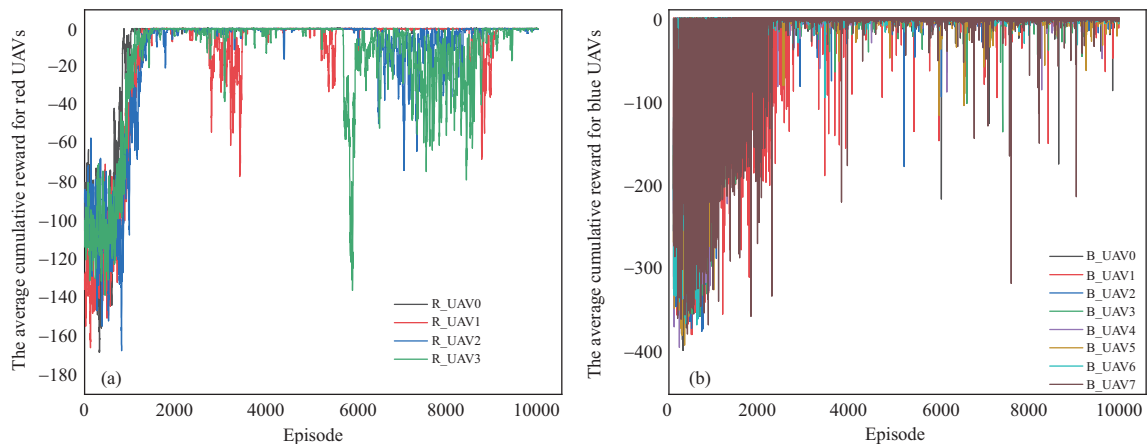 The average cumulative reward for red UAVs
0
−20
−40
−60
−80
−100
−120
−140
−160
−180
(a)
R_UAV0
R_UAV1
R_UAV2
R_UAV3
0 2000 4000 6000 8000 10000
Episode
The average cumulative reward for blue UAVs
0
−100
−200
−300
−400
(b)
B_UAV0
B_UAV1
B_UAV2
B_UAV3
B_UAV4
B_UAV5
B_UAV6
B_UAV7
0 2000 4000 6000 8000 10000
Episode